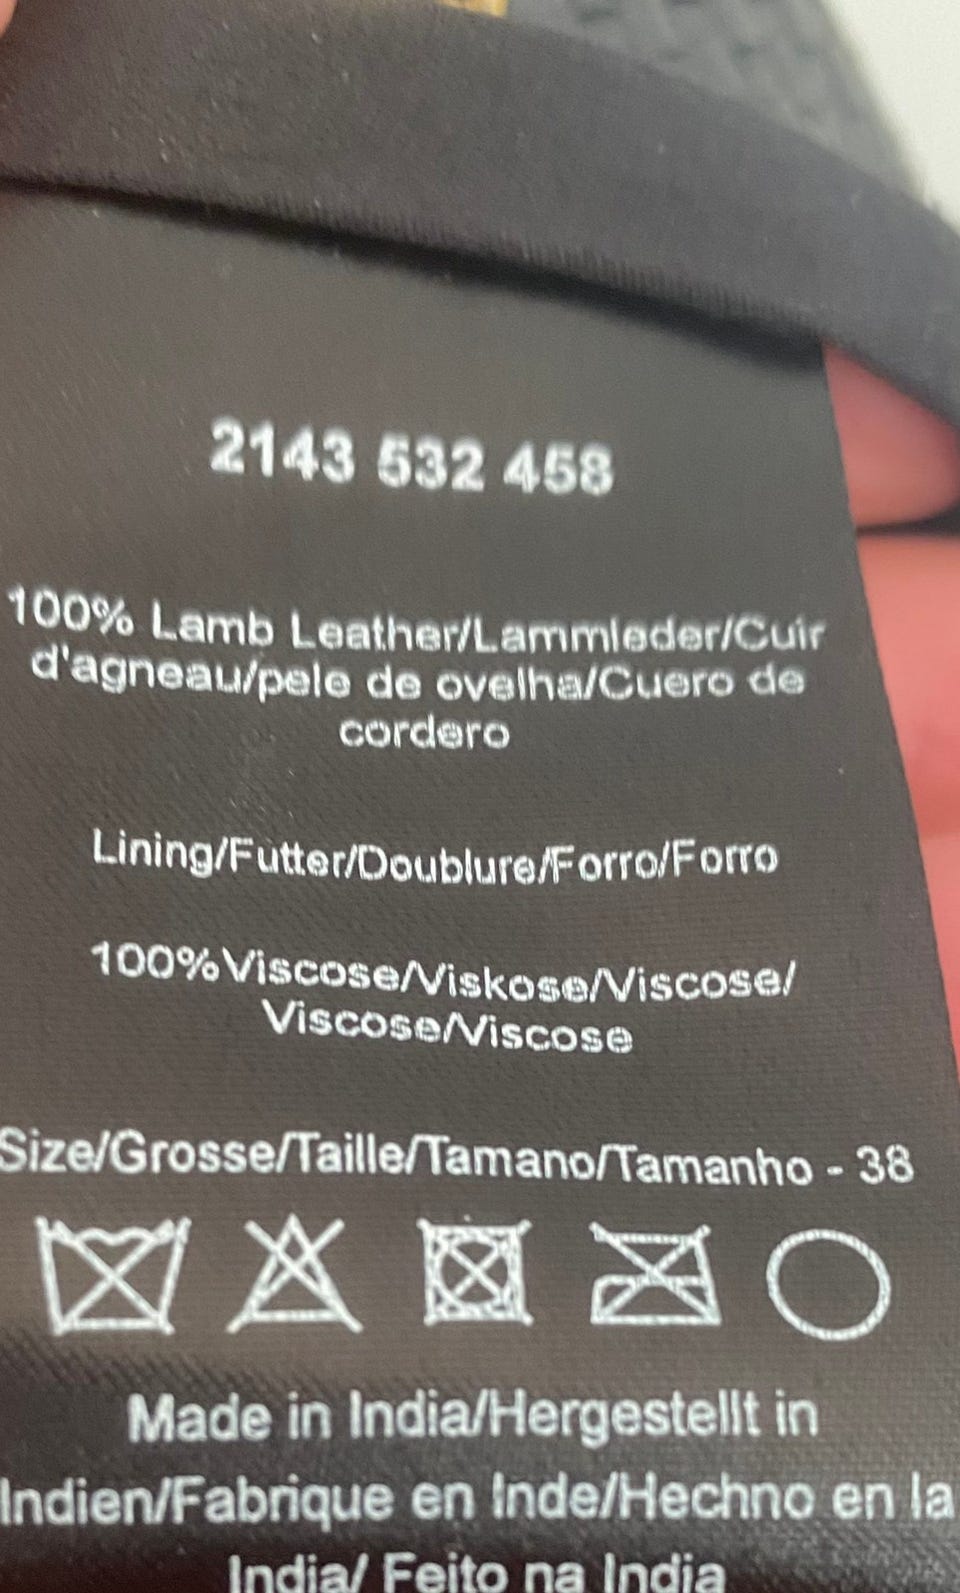 2143 532 458
100% Lamb Leather/Lammleder/Cuir
d'agneau/pele de ovelha/Cuero de
cordero
Lining/Futter/Doublure/Forro/Forro
100%Viscose/Viskose/Viscose/
Viscose/Viscose
Size/Grosse/Taille/Tamano/Tamanho - 38
Made in India/Hergestellt in
Indien/Fabrique en Inde/Hechno en la
India/ Feito na India